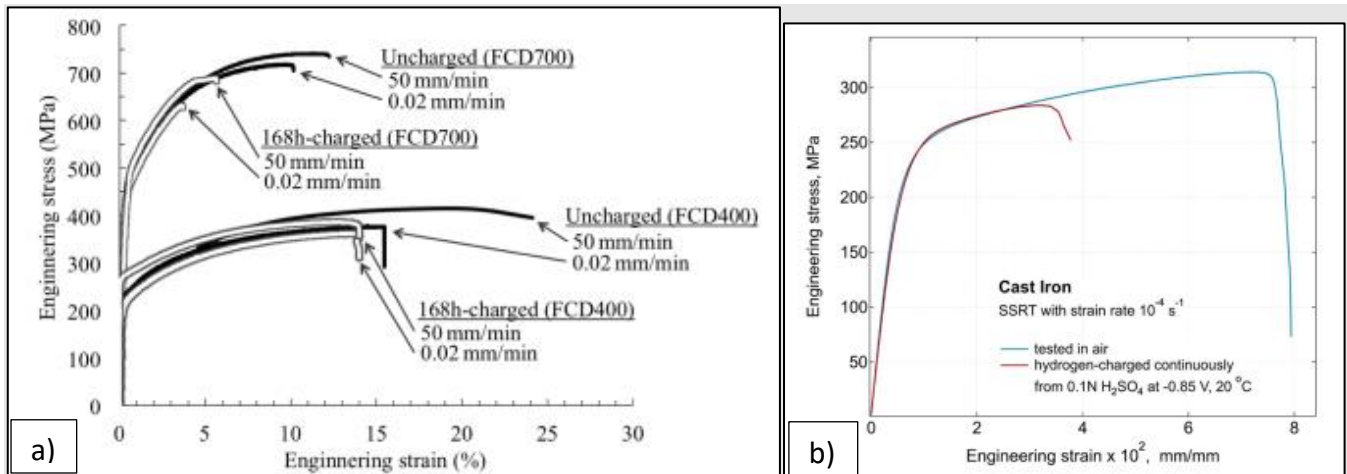 800
700
600
500
400
300
200
100
0
Enginnering stress (MPa)
Uncharged (FCD700)
50 mm/min
0.02 mm/min
168h-charged (FCD700)
50 mm/min
0.02 mm/min
Uncharged (FCD400)
50 mm/min
0.02 mm/min
168h-charged (FCD400)
50 mm/min
0.02 mm/min
0 5 10 15 20 25 30
Enginnering strain (%)
a)
300
250
200
150
100
50
Engineering stress, MPa
Cast Iron
SSRT with strain rate 10⁻⁴ s⁻¹
tested in air
hydrogen-charged continuously
from 0.1N H₂SO₄ at -0.85 V, 20 °C
0 2 4 6 8
Engineering strain x 10², mm/mm
b)